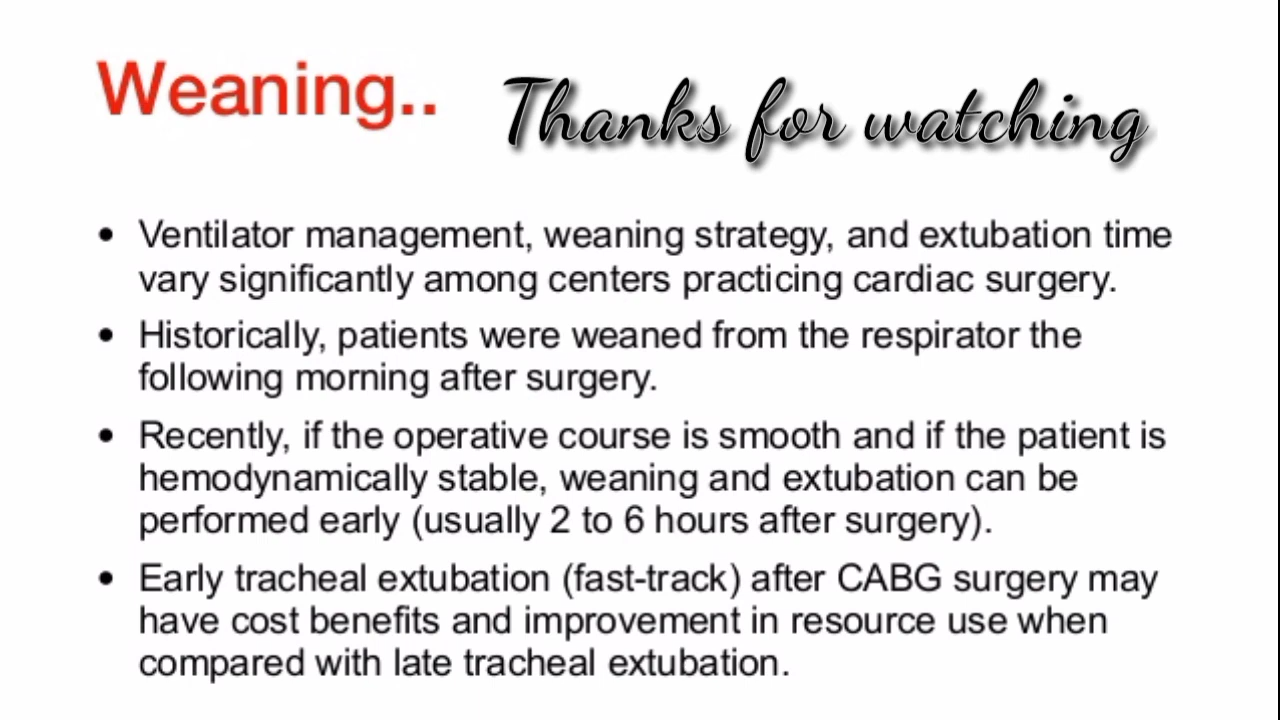 Weaning..
Thanks for watching
• Ventilator management, weaning strategy, and extubation time
vary significantly among centers practicing cardiac surgery.
• Historically, patients were weaned from the respirator the
following morning after surgery.
• Recently, if the operative course is smooth and if the patient is
hemodynamically stable, weaning and extubation can be
performed early (usually 2 to 6 hours after surgery).
• Early tracheal extubation (fast-track) after CABG surgery may
have cost benefits and improvement in resource use when
compared with late tracheal extubation.